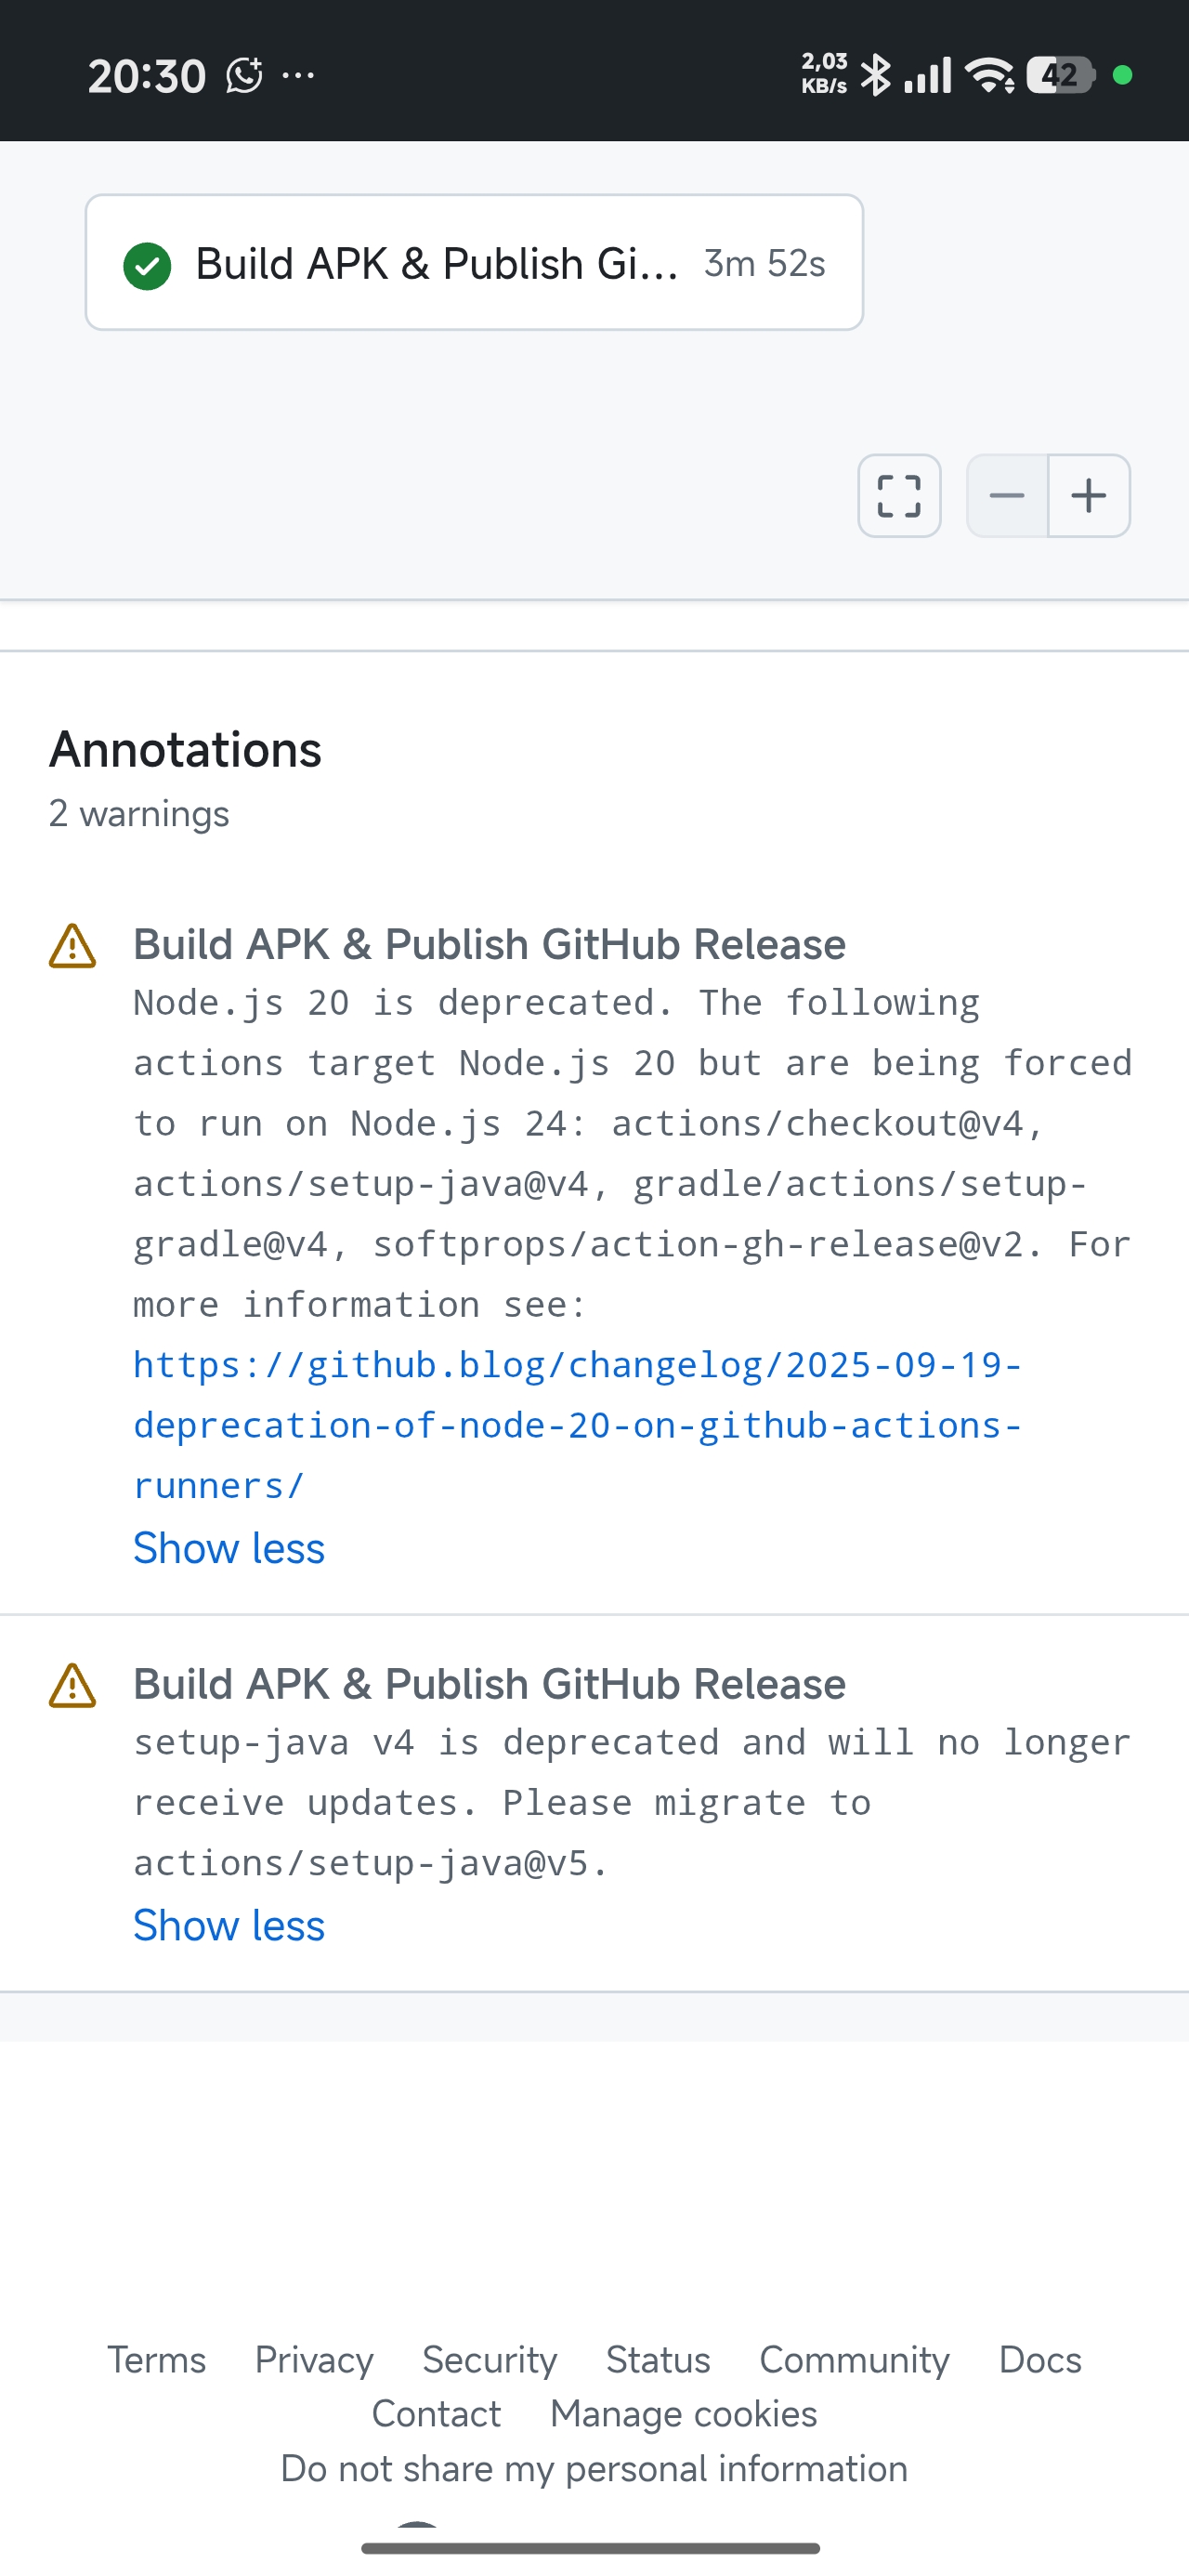 20:30 ...
2,03
KB/s
42
Build APK & Publish Gi... 3m 52s
Annotations
2 warnings
Build APK & Publish GitHub Release
Node.js 20 is deprecated. The following
actions target Node.js 20 but are being forced
to run on Node.js 24: actions/checkout@v4,
actions/setup-java@v4, gradle/actions/setup-
gradle@v4, softprops/action-gh-release@v2. For
more information see:
https://github.blog/changelog/2025-09-19-
deprecation-of-node-20-on-github-actions-
runners/
Show less
Build APK & Publish GitHub Release
setup-java v4 is deprecated and will no longer
receive updates. Please migrate to
actions/setup-java@v5.
Show less
Terms Privacy Security Status Community Docs
Contact Manage cookies
Do not share my personal information